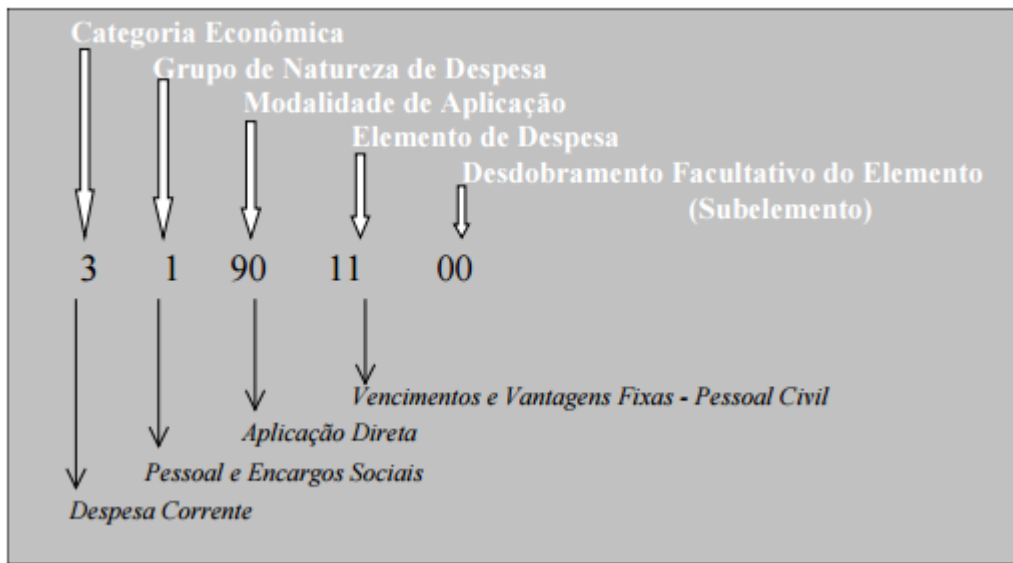 Categoria Econômica
Grupo de Natureza de Despesa
Modalidade de Aplicação
Elemento de Despesa
Desdobramento Facultativo do Elemento
(Subelemento)
3 1 90 11 00
Vencimentos e Vantagens Fixas - Pessoal Civil
Aplicação Direta
Pessoal e Encargos Sociais
Despesa Corrente